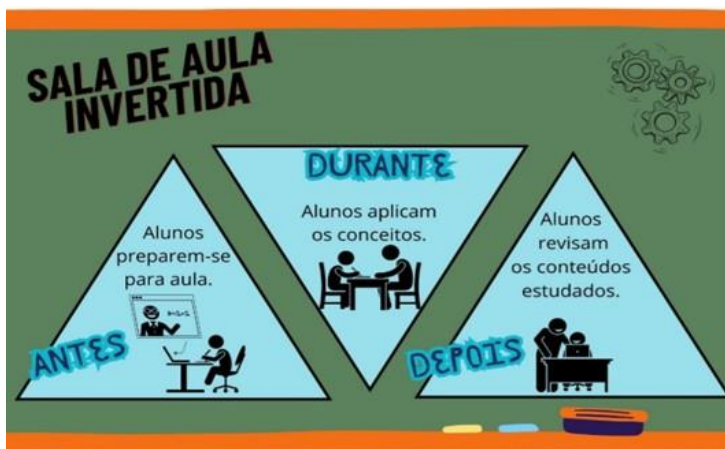 SALA DE AULA
INVERTIDA
ANTES
Alunos
preparem-se
para aula.
DURANTE
Alunos aplicam
os conceitos.
DEPOIS
Alunos
revisam
os conteúdos
estudados.